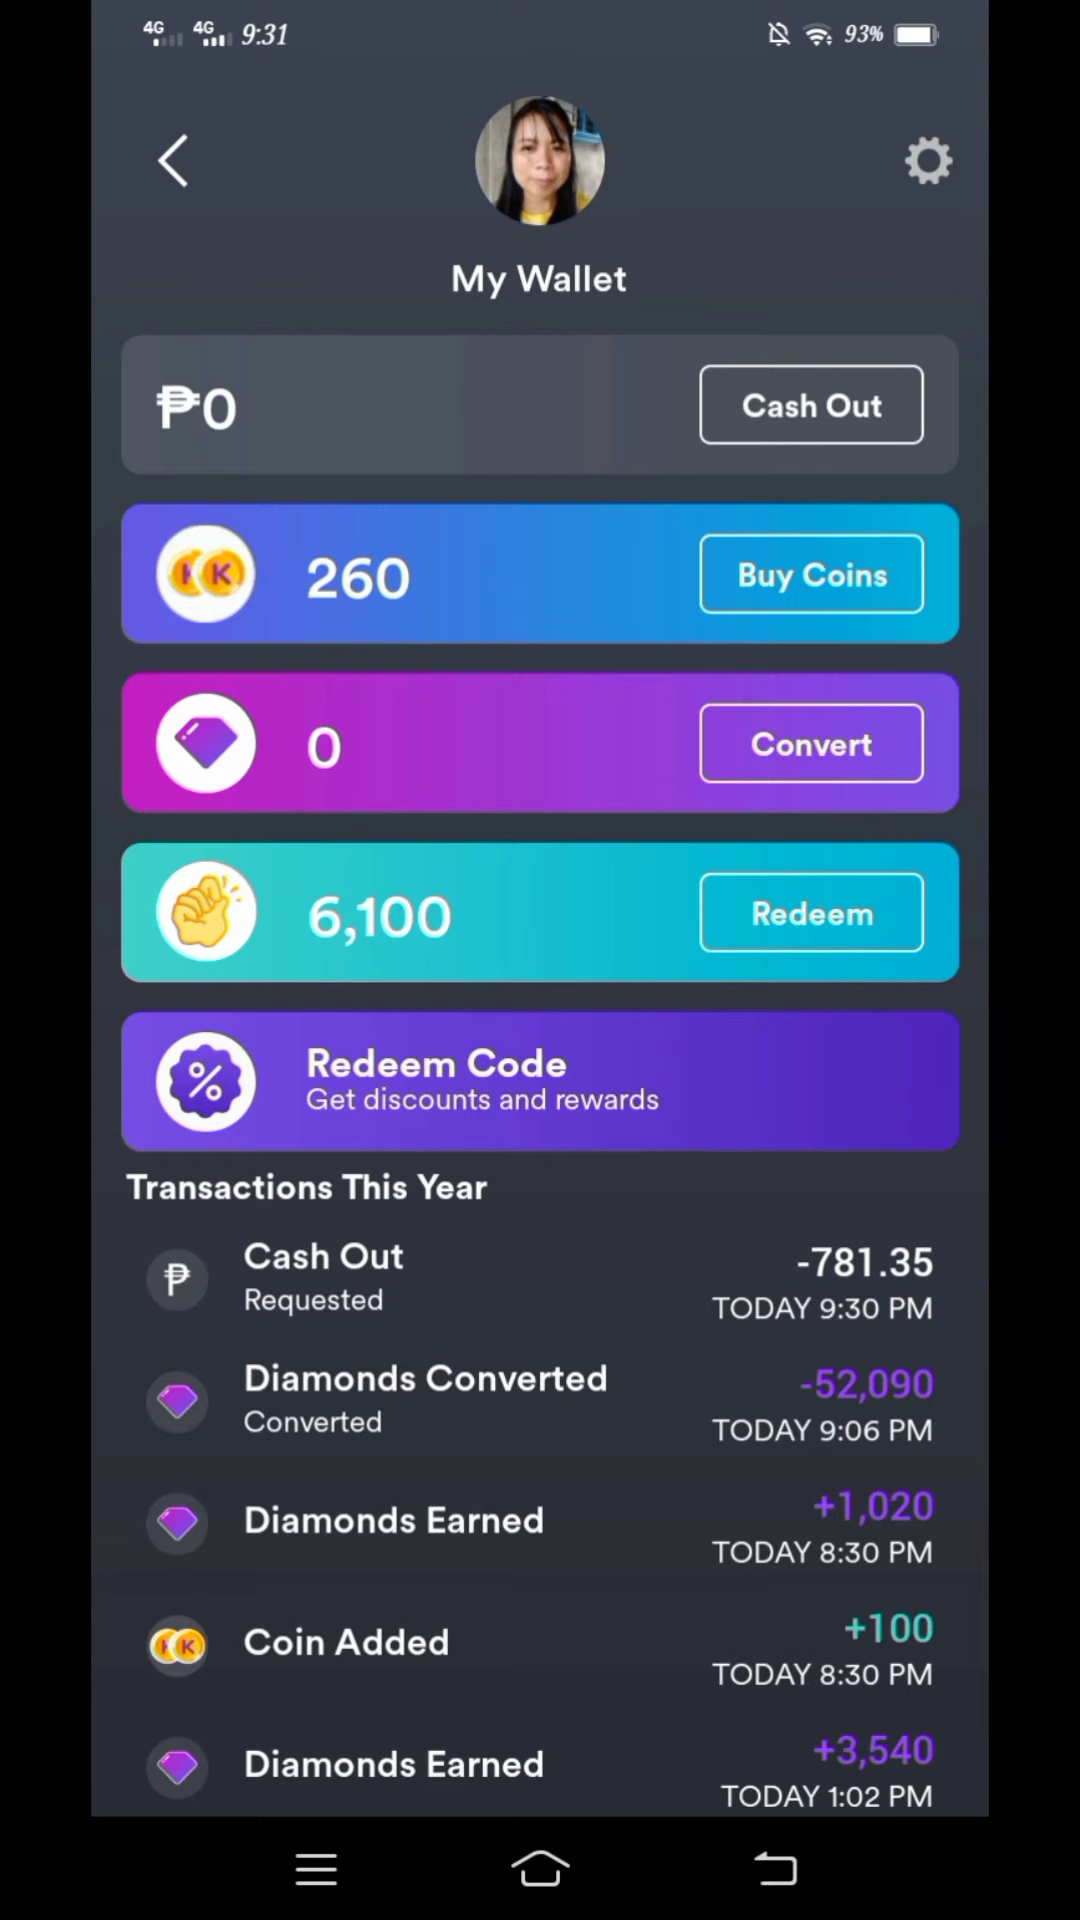 4G 4G 9:31 93%
My Wallet
₱0 Cash Out
260 Buy Coins
0 Convert
6,100 Redeem
Redeem Code
Get discounts and rewards
Transactions This Year
Cash Out -781.35
Requested TODAY 9:30 PM
Diamonds Converted -52,090
Converted TODAY 9:06 PM
Diamonds Earned +1,020
TODAY 8:30 PM
Coin Added +100
TODAY 8:30 PM
Diamonds Earned +3,540
TODAY 1:02 PM